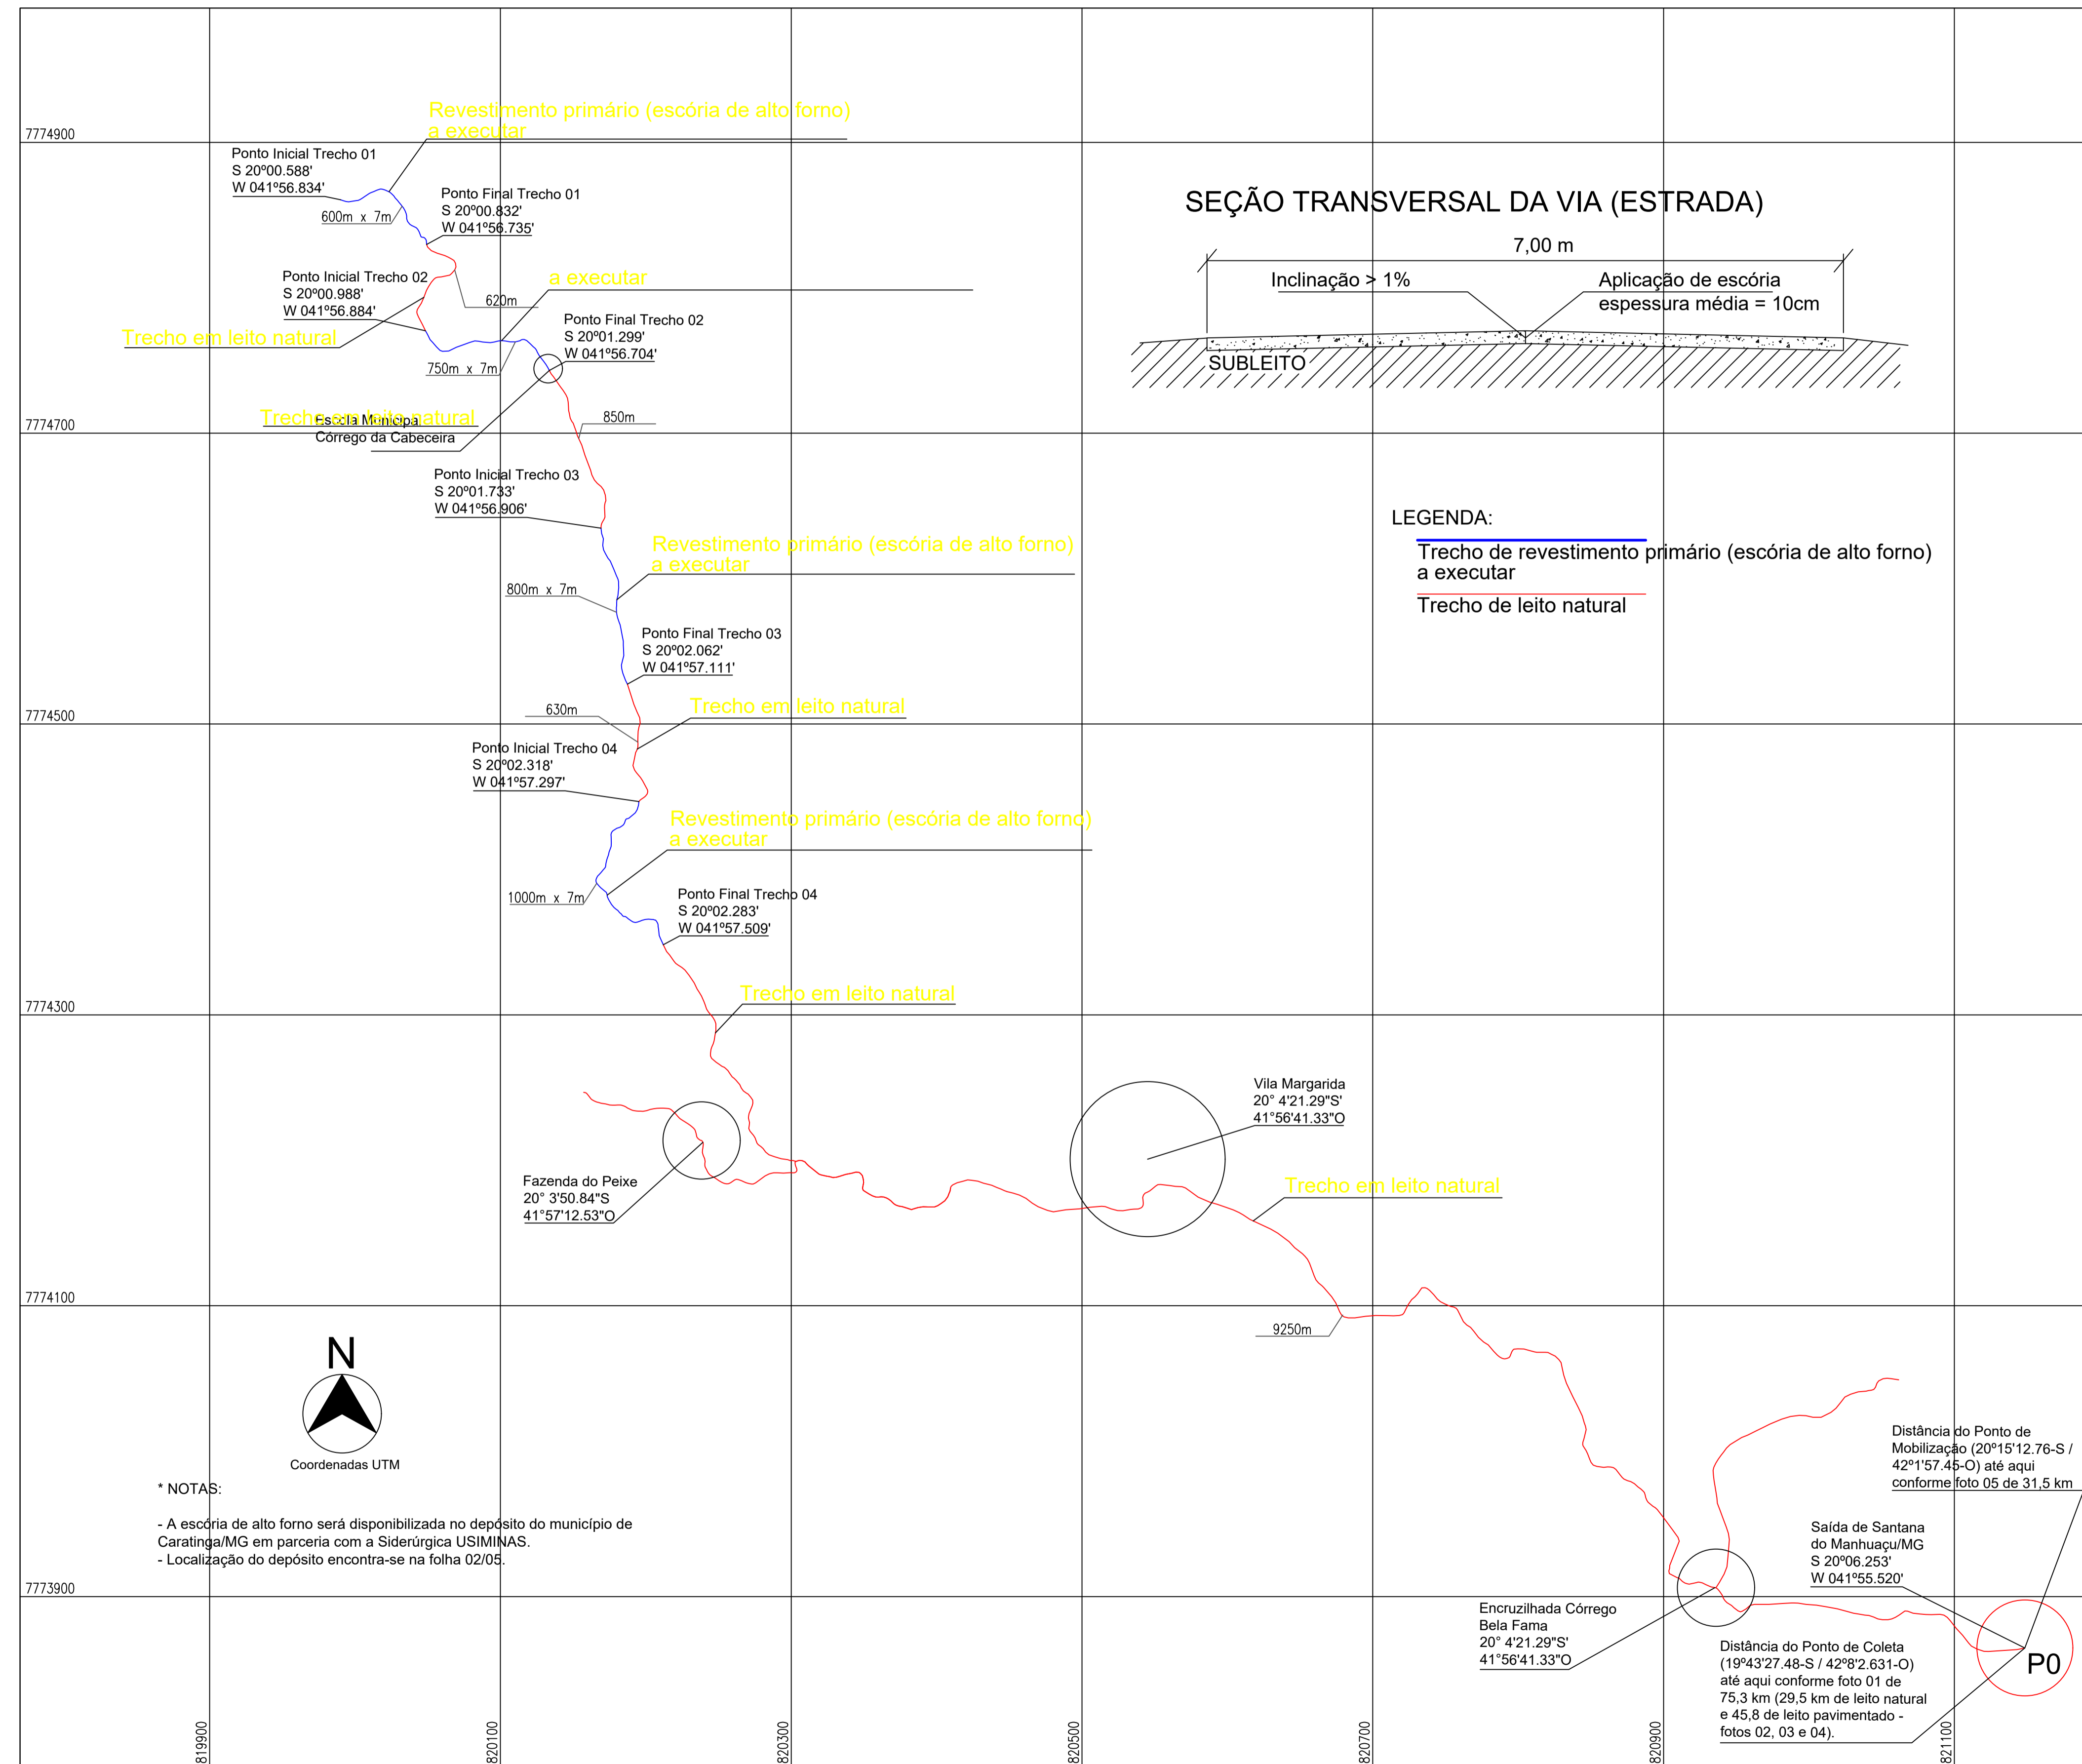 7774900
Revestimento primário (escória de alto forno)
a executar
Ponto Inicial Trecho 01
S 20º00.588'
W 041º56.834'
600m x 7m
Ponto Final Trecho 01
S 20º00.832'
W 041º56.735'
Ponto Inicial Trecho 02
S 20º00.988'
W 041º56.884'
620m
a executar
Trecho em leito natural
Ponto Final Trecho 02
S 20º01.299'
W 041º56.704'
750m x 7m
SEÇÃO TRANSVERSAL DA VIA (ESTRADA)
7,00 m
Inclinação > 1%
Aplicação de escória
espessura média = 10cm
SUBLEITO
7774700
Trecho em leito natural
Escola Municipal
Córrego da Cabeceira
850m
Ponto Inicial Trecho 03
S 20º01.733'
W 041º56.906'
Revestimento primário (escória de alto forno)
a executar
800m x 7m
LEGENDA:
Trecho de revestimento primário (escória de alto forno)
a executar
Trecho de leito natural
Ponto Final Trecho 03
S 20º02.062'
W 041º57.111'
7774500
630m
Trecho em leito natural
Ponto Inicial Trecho 04
S 20º02.318'
W 041º57.297'
Revestimento primário (escória de alto forno)
a executar
1000m x 7m
Ponto Final Trecho 04
S 20º02.283'
W 041º57.509'
7774300
Trecho em leito natural
Vila Margarida
20° 4'21.29"S'
41°56'41.33"O
Fazenda do Peixe
20° 3'50.84"S
41°57'12.53"O
Trecho em leito natural
7774100
9250m
N
Coordenadas UTM
* NOTAS:
- A escória de alto forno será disponibilizada no depósito do município de
Caratinga/MG em parceria com a Siderúrgica USIMINAS.
- Localização do depósito encontra-se na folha 02/05.
Distância do Ponto de
Mobilização (20º15'12.76-S /
42º1'57.45-O) até aqui
conforme foto 05 de 31,5 km
Saída de Santana
do Manhuaçu/MG
S 20º06.253'
W 041º55.520'
7773900
Encruzilhada Córrego
Bela Fama
20° 4'21.29"S'
41°56'41.33"O
Distância do Ponto de Coleta
(19º43'27.48-S / 42º8'2.631-O)
até aqui conforme foto 01 de
75,3 km (29,5 km de leito natural
e 45,8 de leito pavimentado -
fotos 02, 03 e 04).
P0
819900
820100
820300
820500
820700
820900
821100